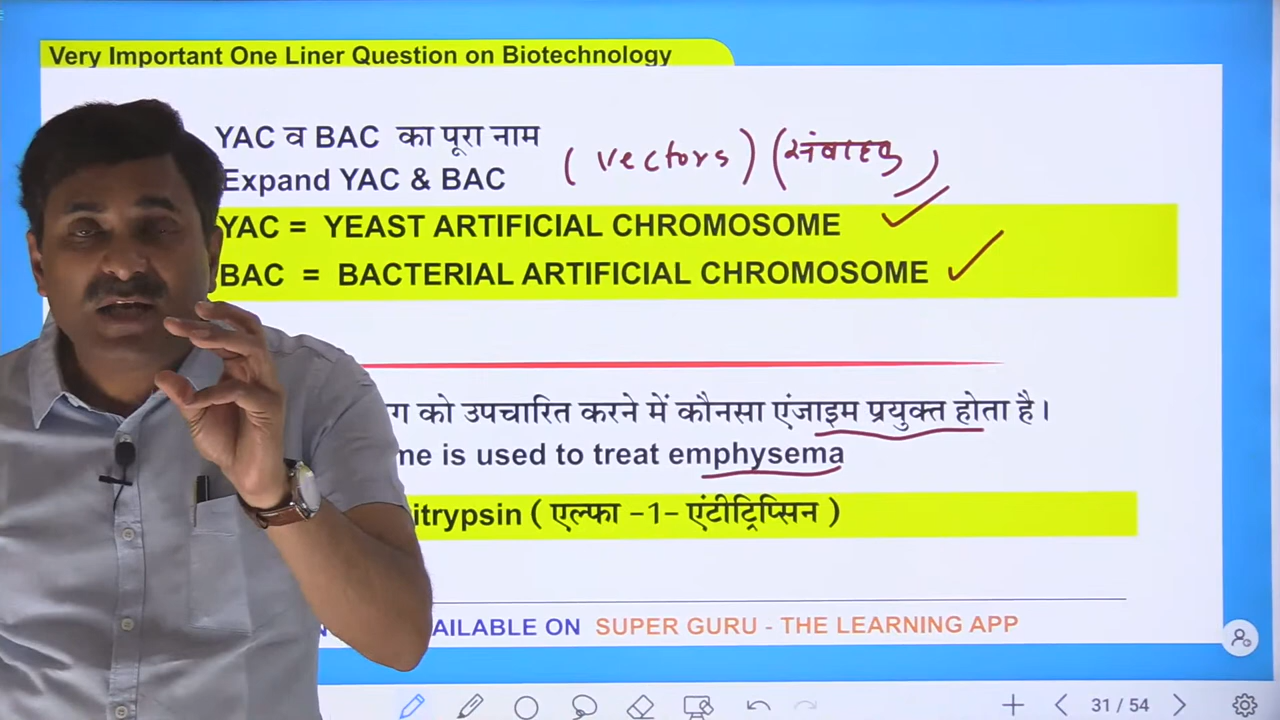 Very Important One Liner Question on Biotechnology
YAC व BAC का पूरा नाम
Expand YAC & BAC
(vectors) (संवाहक)
YAC = YEAST ARTIFICIAL CHROMOSOME
BAC = BACTERIAL ARTIFICIAL CHROMOSOME
को उपचारित करने में कौनसा एंजाइम प्रयुक्त होता है।
is used to treat emphysema
itrypsin ( एल्फा -1- एंटीट्रिप्सिन )
AILABLE ON SUPER GURU - THE LEARNING APP
31 / 54